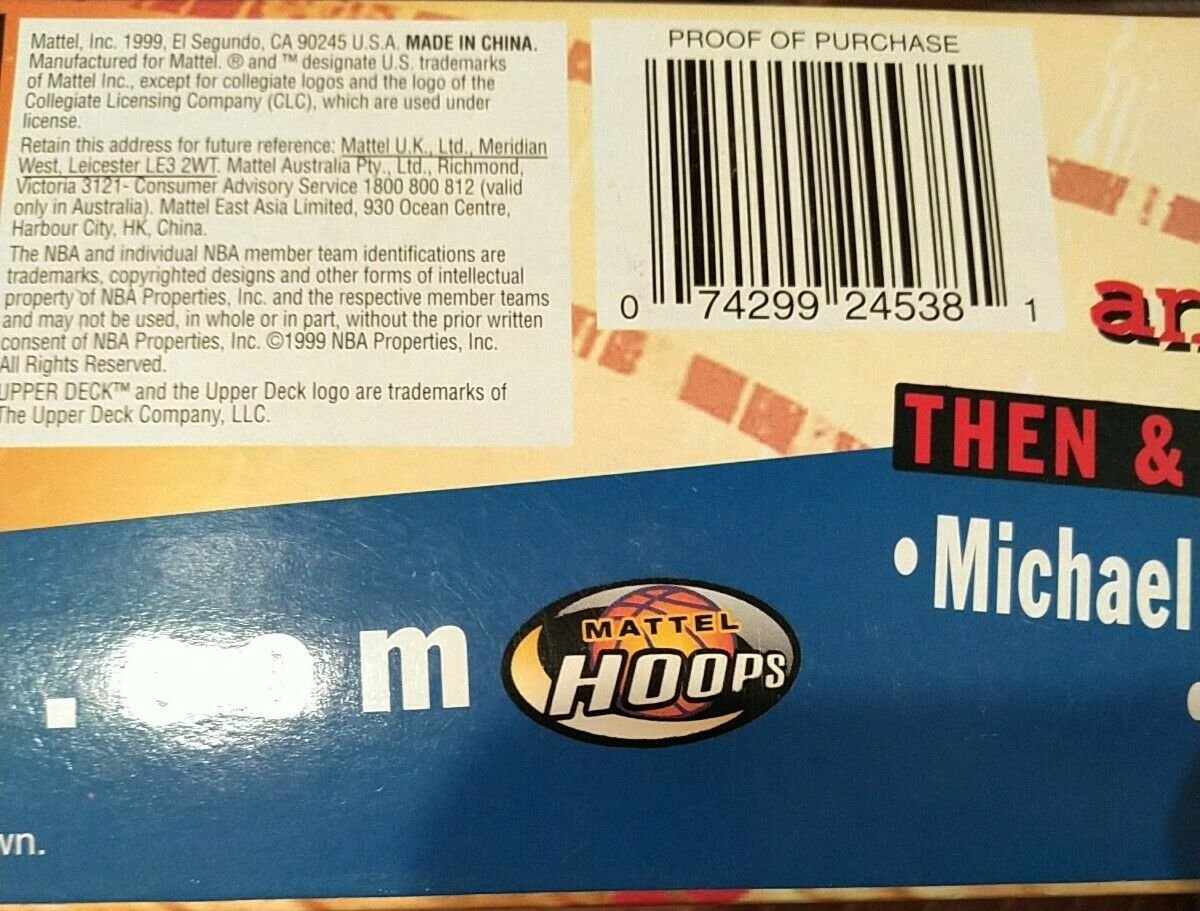 Mattel, Inc. 1999, El Segundo, CA 90245 U.S.A. MADE IN CHINA.
Manufactured for Mattel. ® and ™ designate U.S. trademarks
of Mattel Inc., except for collegiate logos and the logo of the
Collegiate Licensing Company (CLC), which are used under
license.
Retain this address for future reference: Mattel U.K., Ltd., Meridian
West, Leicester LE3 2WT. Mattel Australia Pty., Ltd., Richmond,
Victoria 3121- Consumer Advisory Service 1800 800 812 (valid
only in Australia). Mattel East Asia Limited, 930 Ocean Centre,
Harbour City, HK, China.
The NBA and individual NBA member team identifications are
trademarks, copyrighted designs and other forms of intellectual
property of NBA Properties, Inc. and the respective member teams
and may not be used, in whole or in part, without the prior written
consent of NBA Properties, Inc. ©1999 NBA Properties, Inc.
All Rights Reserved.
UPPER DECK™ and the Upper Deck logo are trademarks of
The Upper Deck Company, LLC.
PROOF OF PURCHASE
0 74299 24538 1
an
THEN &
•Michael
.com
MATTEL
HOOPS
wn.